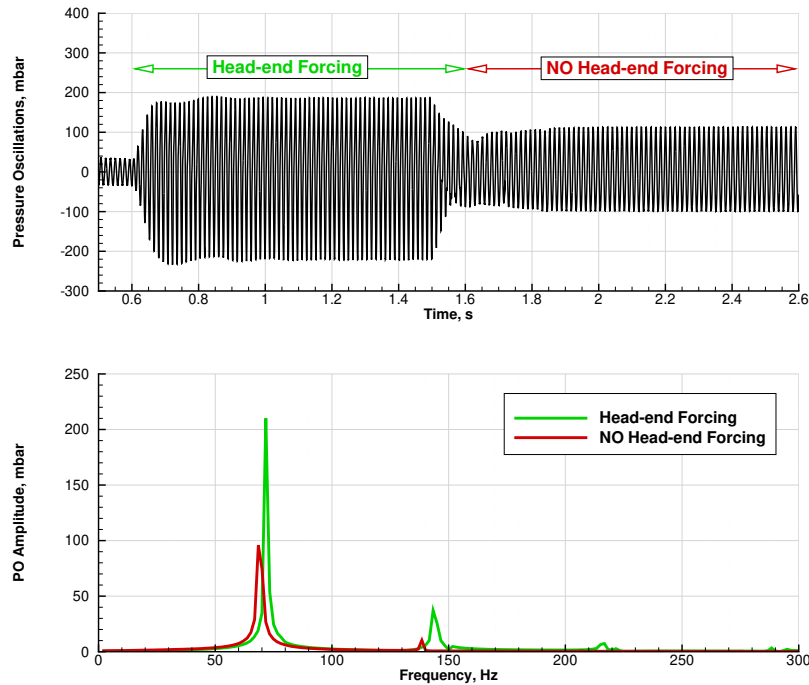 400
300
200
100
0
-100
-200
-300
Pressure Oscillations, mbar
Head-end Forcing
NO Head-end Forcing
0.6 0.8 1 1.2 1.4 1.6 1.8 2 2.2 2.4 2.6
Time, s
250
200
150
100
50
0
PO Amplitude, mbar
Head-end Forcing
NO Head-end Forcing
0 50 100 150 200 250 300
Frequency, Hz